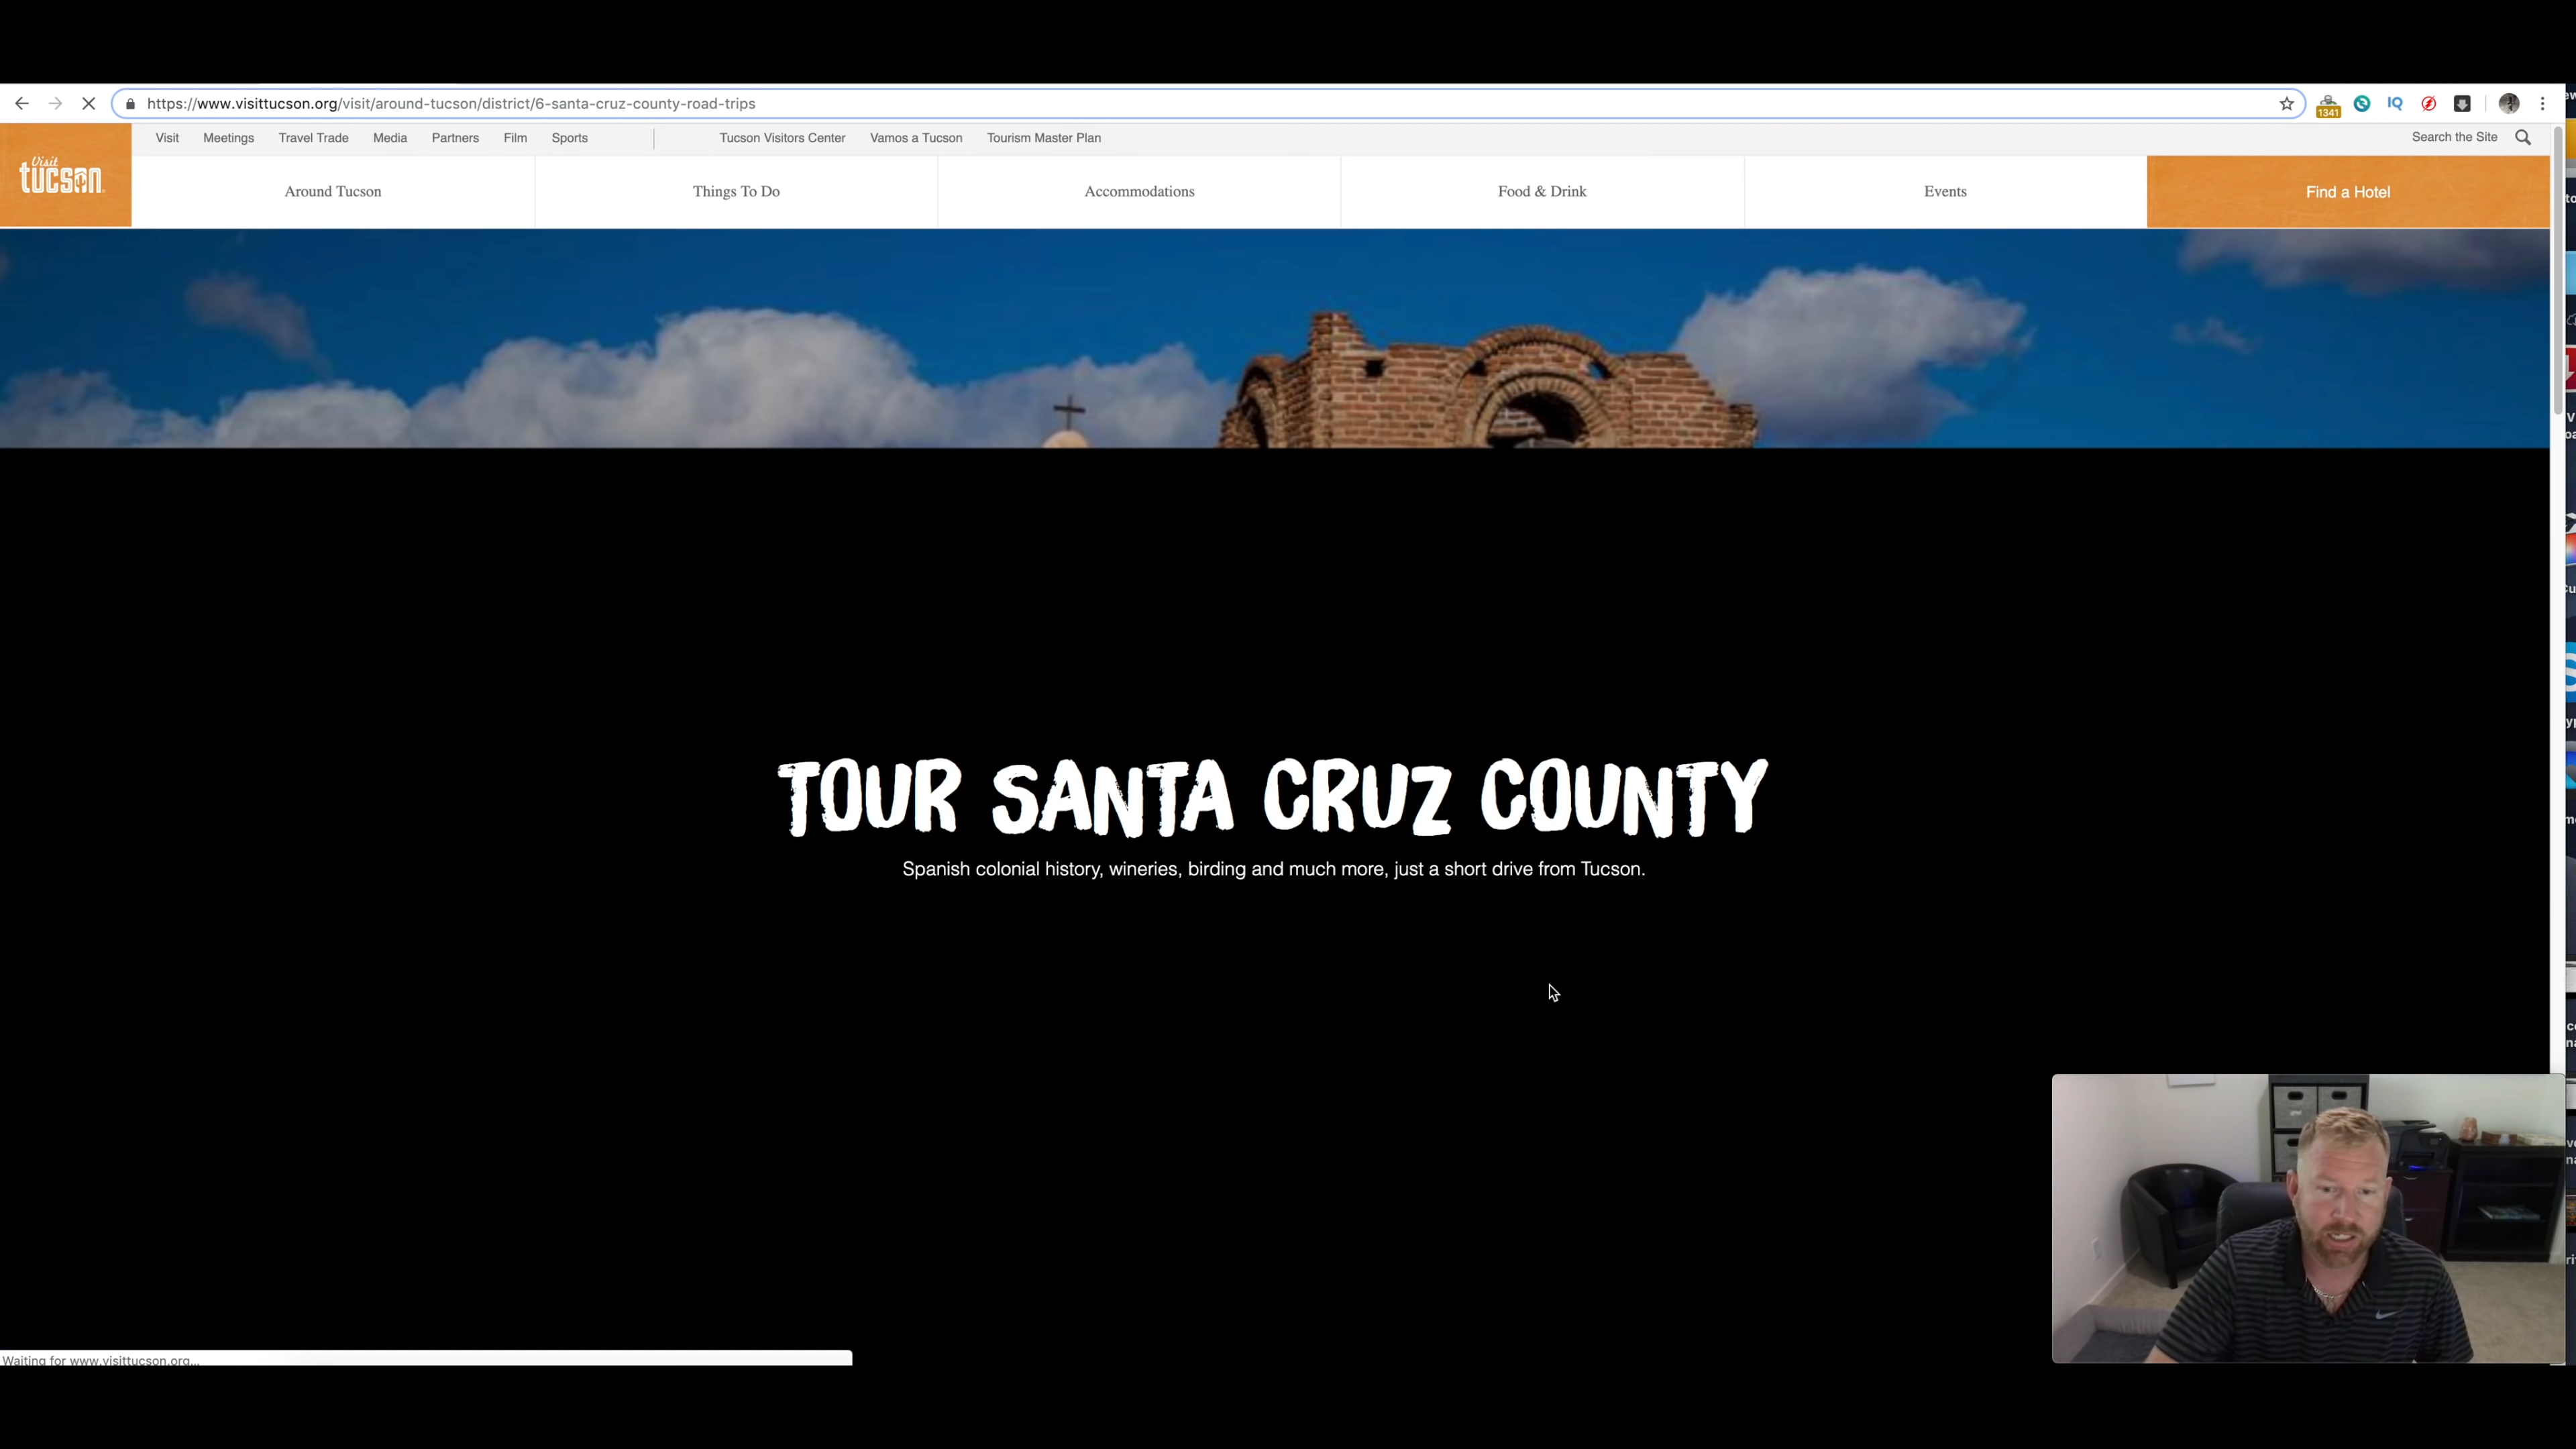 https://www.visittucson.org/visit/around-tucson/district/6-santa-cruz-county-road-trips
IQ
1341
Visit Meetings Travel Trade Media Partners Film Sports Tucson Visitors Center Vamos a Tucson Tourism Master Plan Search the Site
Visit
tucson
Around Tucson Things To Do Accommodations Food & Drink Events Find a Hotel
TOUR SANTA CRUZ COUNTY
Spanish colonial history, wineries, birding and much more, just a short drive from Tucson.
Waiting for www.visittucson.org...